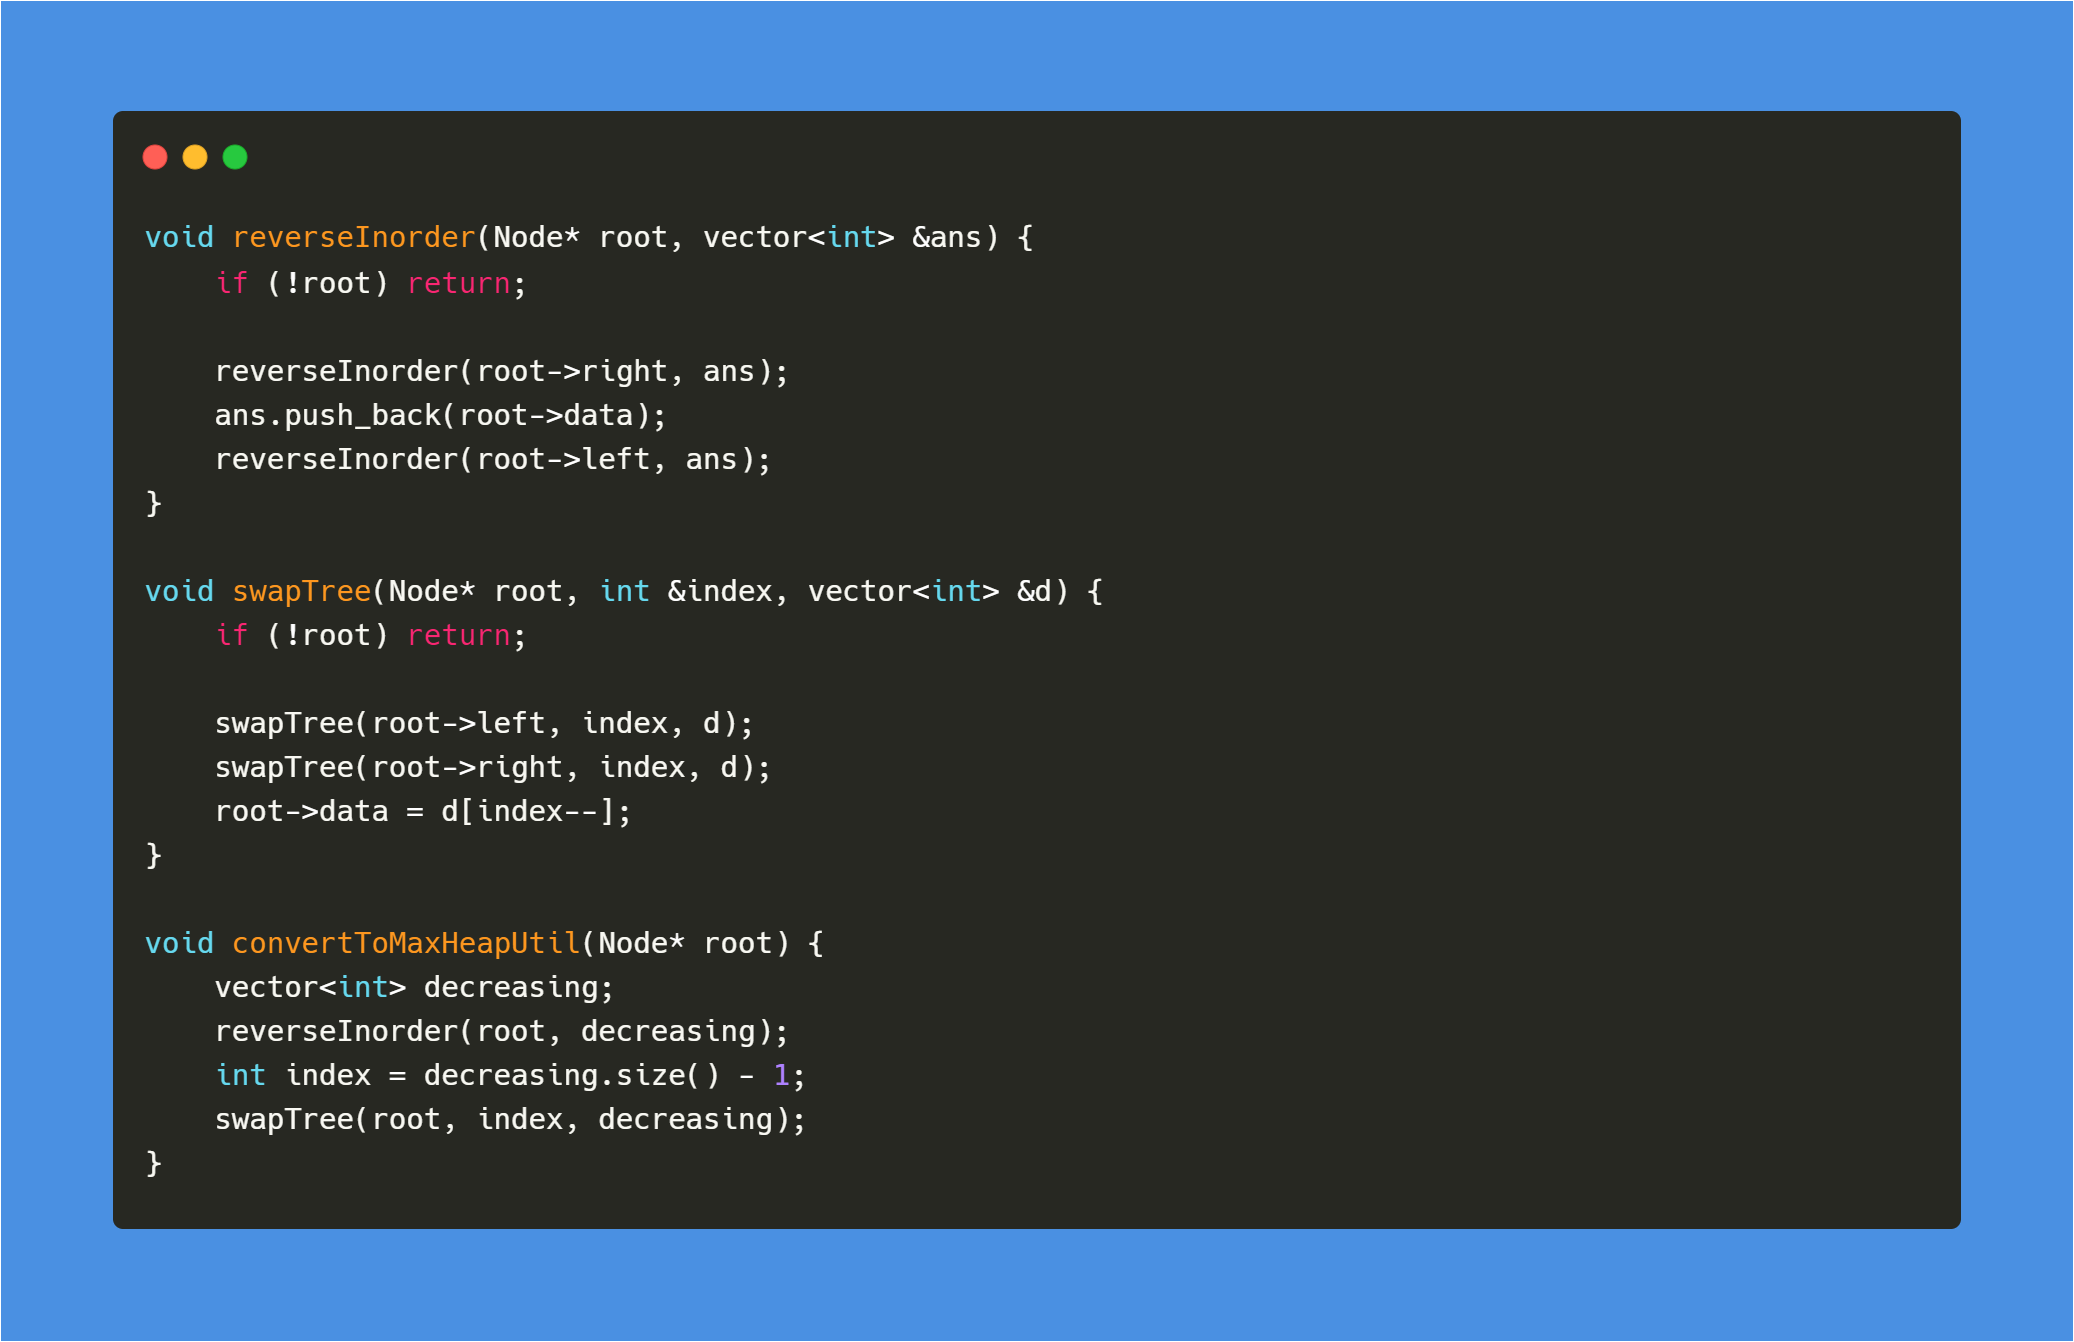 void reverseInorder(Node* root, vector<int> &ans) {
    if (!root) return;

    reverseInorder(root->right, ans);
    ans.push_back(root->data);
    reverseInorder(root->left, ans);
}

void swapTree(Node* root, int &index, vector<int> &d) {
    if (!root) return;

    swapTree(root->left, index, d);
    swapTree(root->right, index, d);
    root->data = d[index--];
}

void convertToMaxHeapUtil(Node* root) {
    vector<int> decreasing;
    reverseInorder(root, decreasing);
    int index = decreasing.size() - 1;
    swapTree(root, index, decreasing);
}